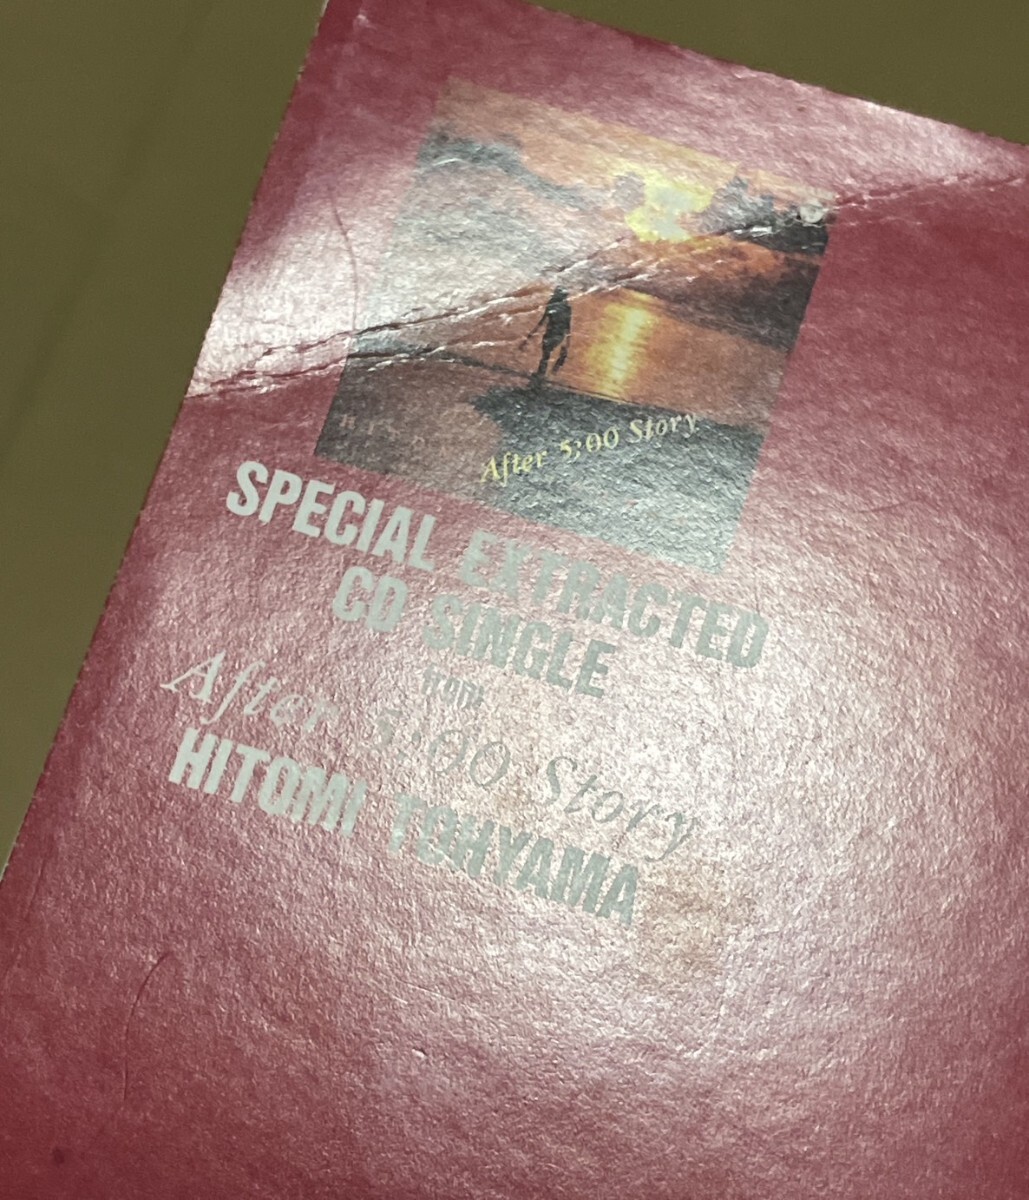 After 5;00 Story
SPECIAL EXTRACTED
CD SINGLE
from
After 5;00 Story
HITOMI TOHYAMA